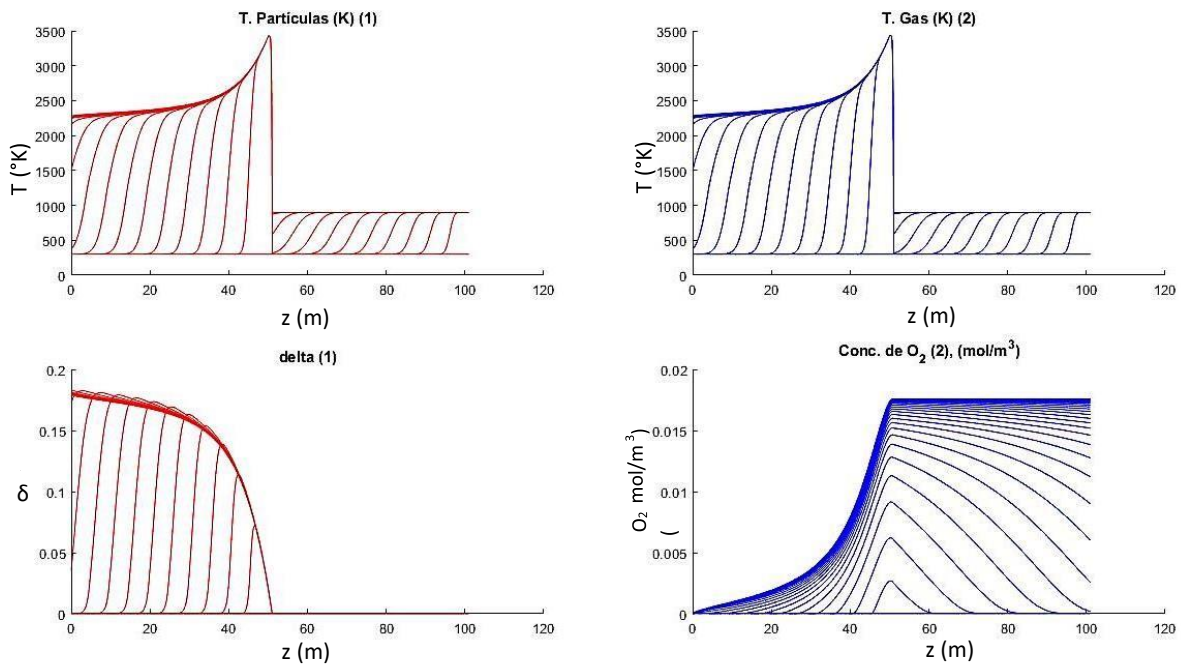 T. Partículas (K) (1)
3500
3000
2500
2000
1500
1000
500
0
T (°K)
0 20 40 60 80 100 120
z (m)
T. Gas (K) (2)
3500
3000
2500
2000
1500
1000
500
0
T (°K)
0 20 40 60 80 100 120
z (m)
delta (1)
0.2
0.15
0.1
0.05
0
δ
0 20 40 60 80 100 120
z (m)
Conc. de O₂ (2), (mol/m³)
0.02
0.015
0.01
0.005
0
O₂ mol/m³)
(
0 20 40 60 80 100 120
z (m)